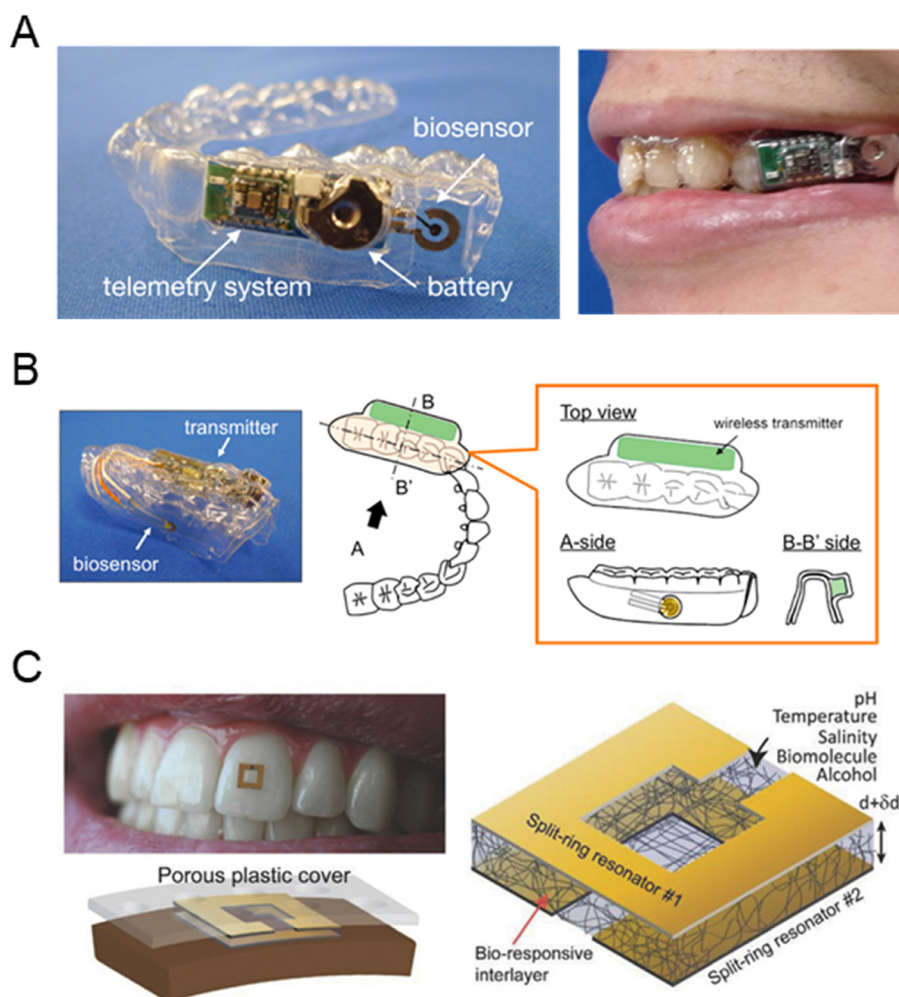 A
biosensor
telemetry system
battery
B
transmitter
biosensor
B
B'
A
Top view
wireless transmitter
A-side
B-B' side
C
Porous plastic cover
pH
Temperature
Salinity
Biomolecule
Alcohol
d+δd
Split-ring resonator #1
Split-ring resonator #2
Bio-responsive
interlayer